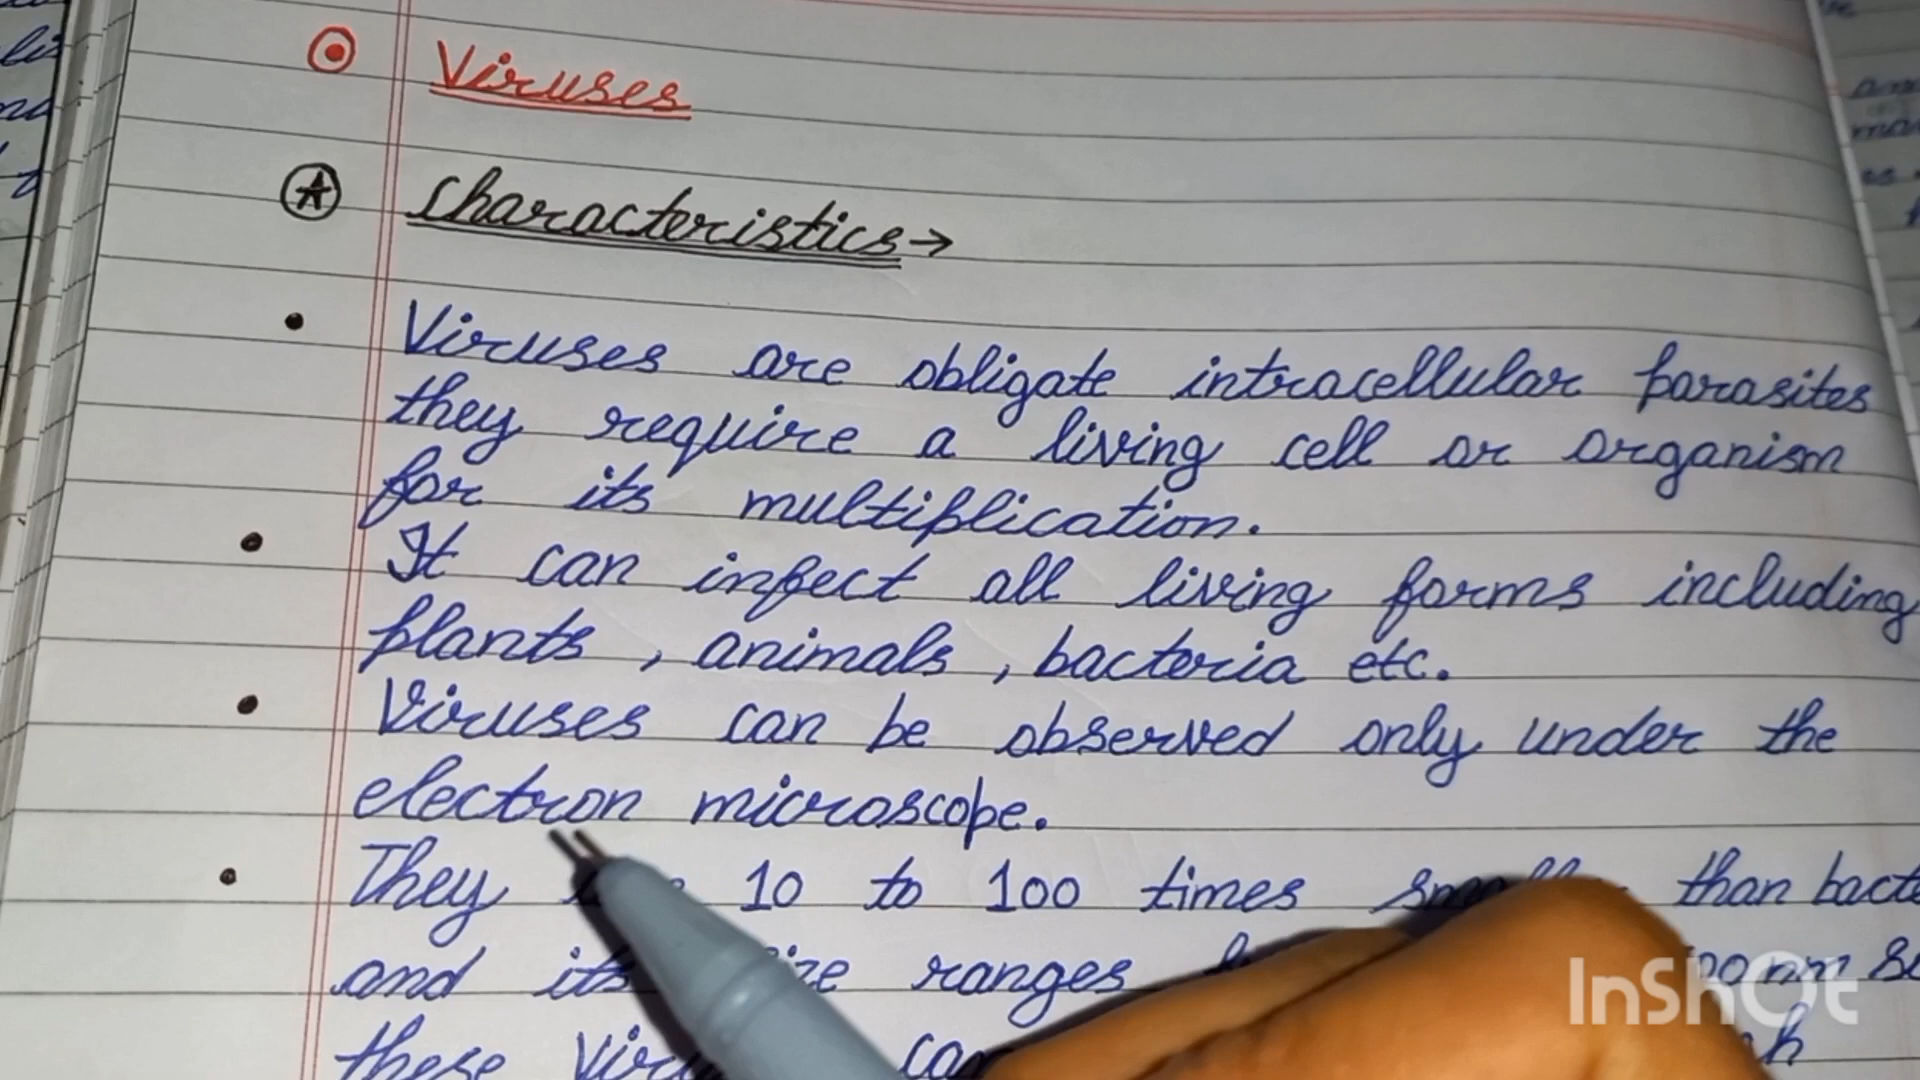 Viruses
Characteristics→
Viruses are obligate intracellular parasites
they require a living cell or organism
for its multiplication.
It can infect all living forms including
plants, animals, bacteria etc.
Viruses can be observed only under the
electron microscope.
They 10 to 100 times than
and its ranges nm
these
InShOt